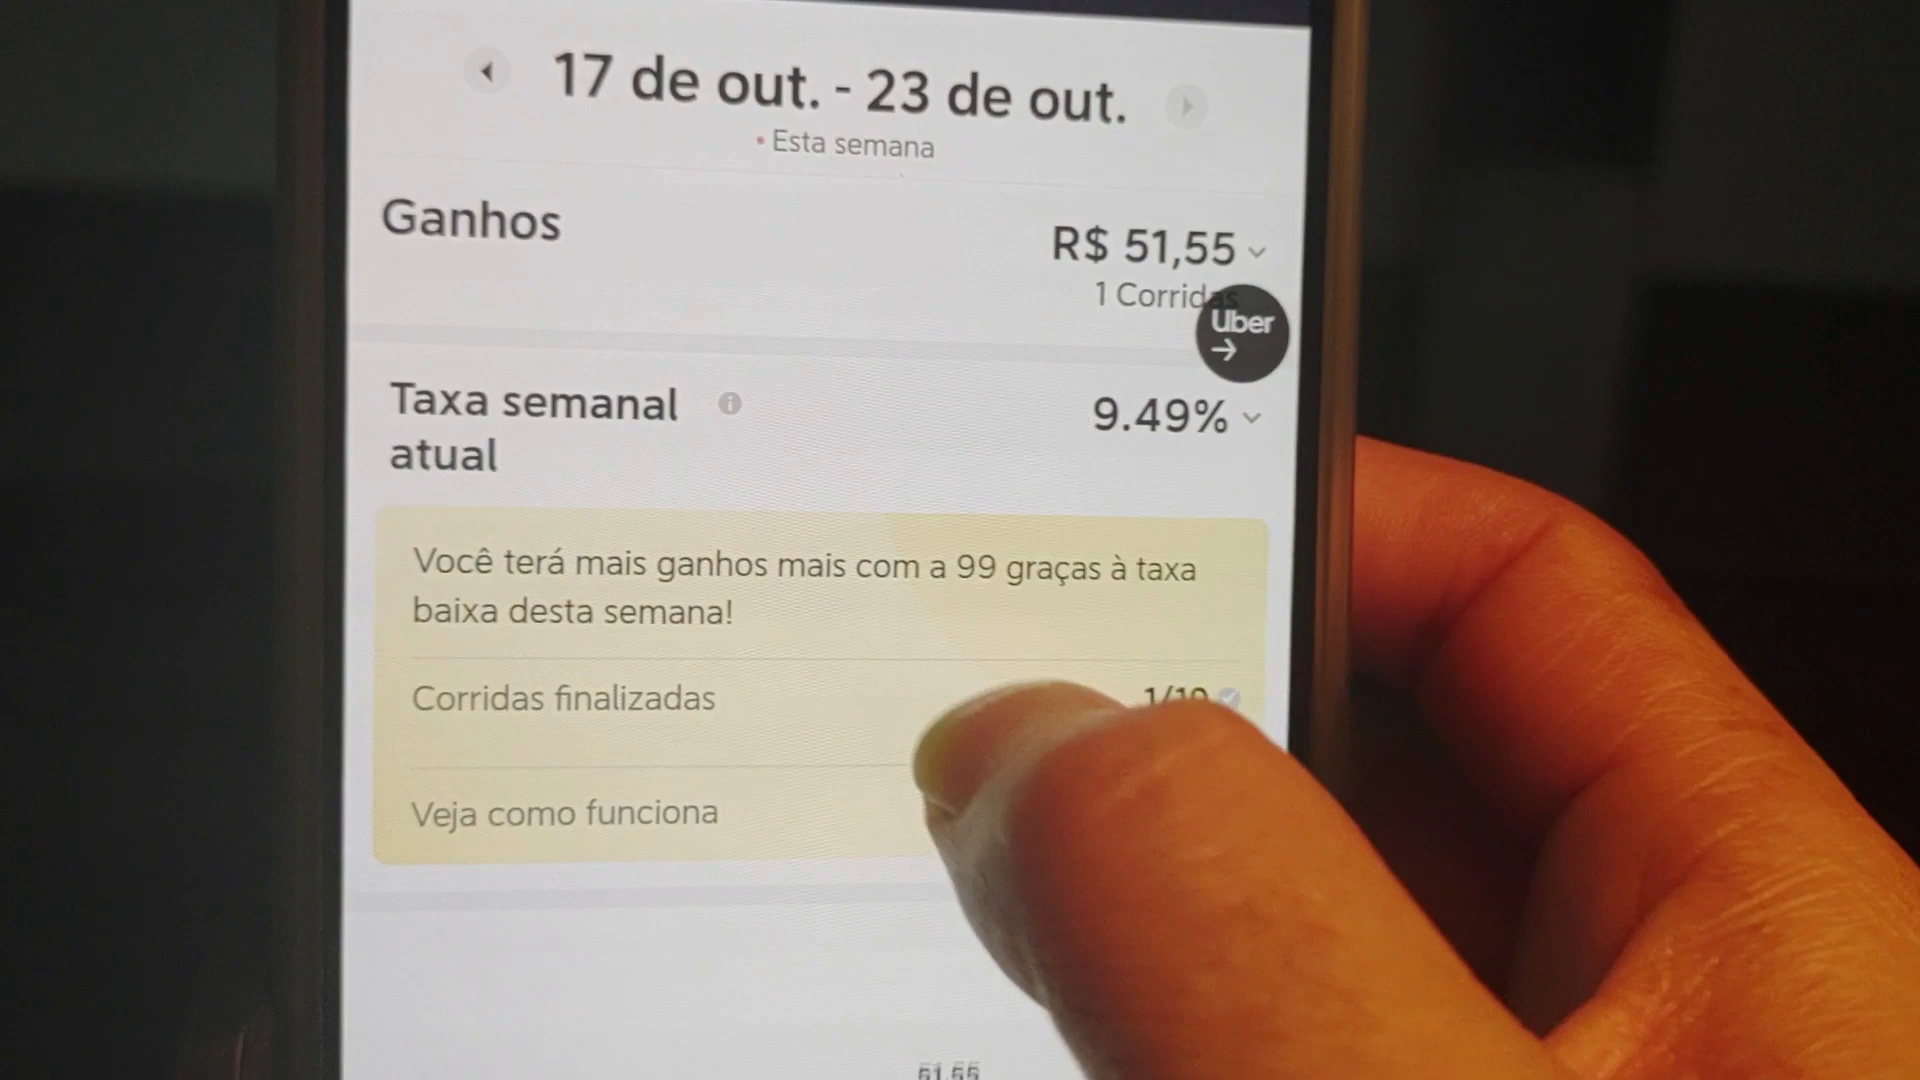 17 de out. - 23 de out.
Esta semana
Ganhos
R$ 51,55
1 Corridas
Uber
Taxa semanal
atual
9.49%
Você terá mais ganhos mais com a 99 graças à taxa
baixa desta semana!
Corridas finalizadas
1/10
Veja como funciona
51,55